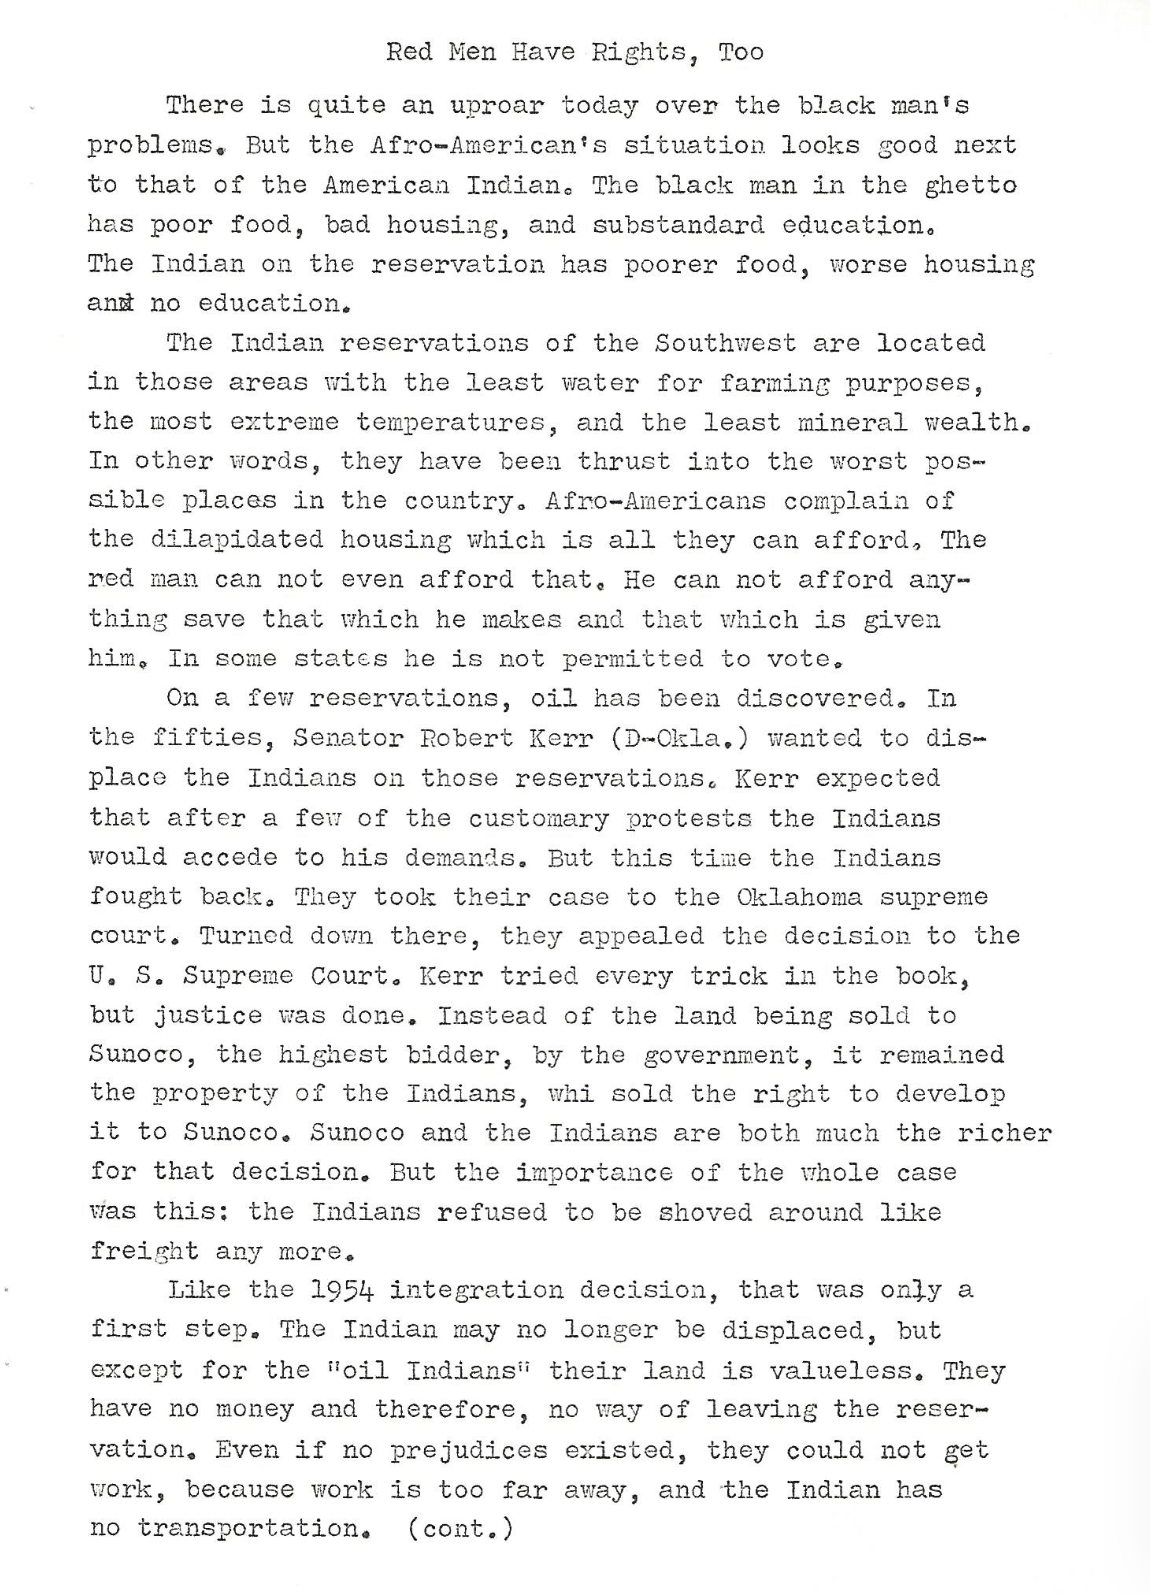 Red Men Have Rights, Too
There is quite an uproar today over the black man's
problems. But the Afro-American's situation looks good next
to that of the American Indian. The black man in the ghetto
has poor food, bad housing, and substandard education.
The Indian on the reservation has poorer food, worse housing
and no education.
The Indian reservations of the Southwest are located
in those areas with the least water for farming purposes,
the most extreme temperatures, and the least mineral wealth.
In other words, they have been thrust into the worst pos-
sible places in the country. Afro-Americans complain of
the dilapidated housing which is all they can afford. The
red man can not even afford that. He can not afford any-
thing save that which he makes and that which is given
him. In some states he is not permitted to vote.
On a few reservations, oil has been discovered. In
the fifties, Senator Robert Kerr (D-Okla.) wanted to dis-
place the Indians on those reservations. Kerr expected
that after a few of the customary protests the Indians
would accede to his demands. But this time the Indians
fought back. They took their case to the Oklahoma supreme
court. Turned down there, they appealed the decision to the
U. S. Supreme Court. Kerr tried every trick in the book,
but justice was done. Instead of the land being sold to
Sunoco, the highest bidder, by the government, it remained
the property of the Indians, whi sold the right to develop
it to Sunoco. Sunoco and the Indians are both much the richer
for that decision. But the importance of the whole case
was this: the Indians refused to be shoved around like
freight any more.
Like the 1954 integration decision, that was only a
first step. The Indian may no longer be displaced, but
except for the "oil Indians" their land is valueless. They
have no money and therefore, no way of leaving the reser-
vation. Even if no prejudices existed, they could not get
work, because work is too far away, and the Indian has
no transportation. (cont.)